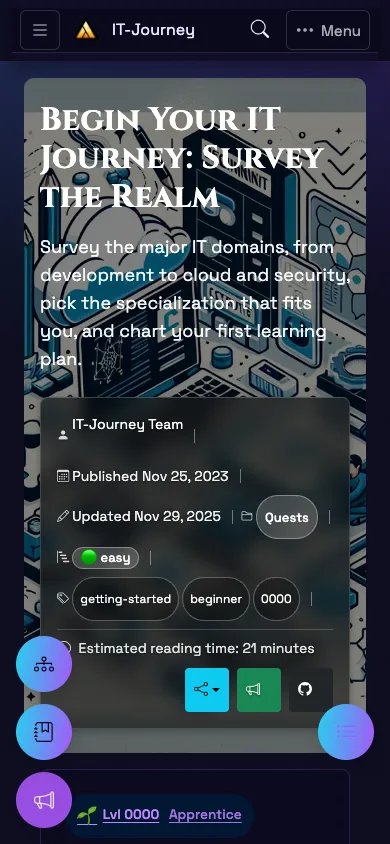 IT-Journey
Menu
Begin Your IT
Journey: Survey
the Realm
Survey the major IT domains, from
development to cloud and security,
pick the specialization that fits
you, and chart your first learning
plan.
IT-Journey Team
Published Nov 25, 2023
Updated Nov 29, 2025
Quests
easy
getting-started
beginner
0000
Estimated reading time: 21 minutes
Lvl 0000 Apprentice